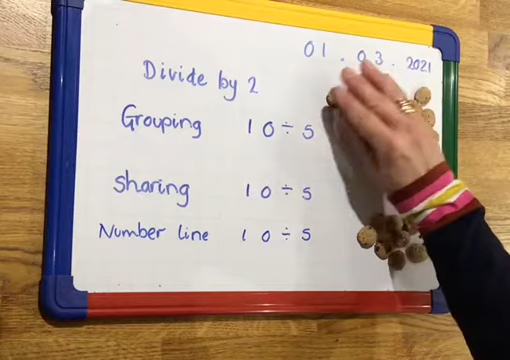 01.03.2021
Divide by 2
Grouping 10÷5
sharing 10÷5
Number line 10÷5